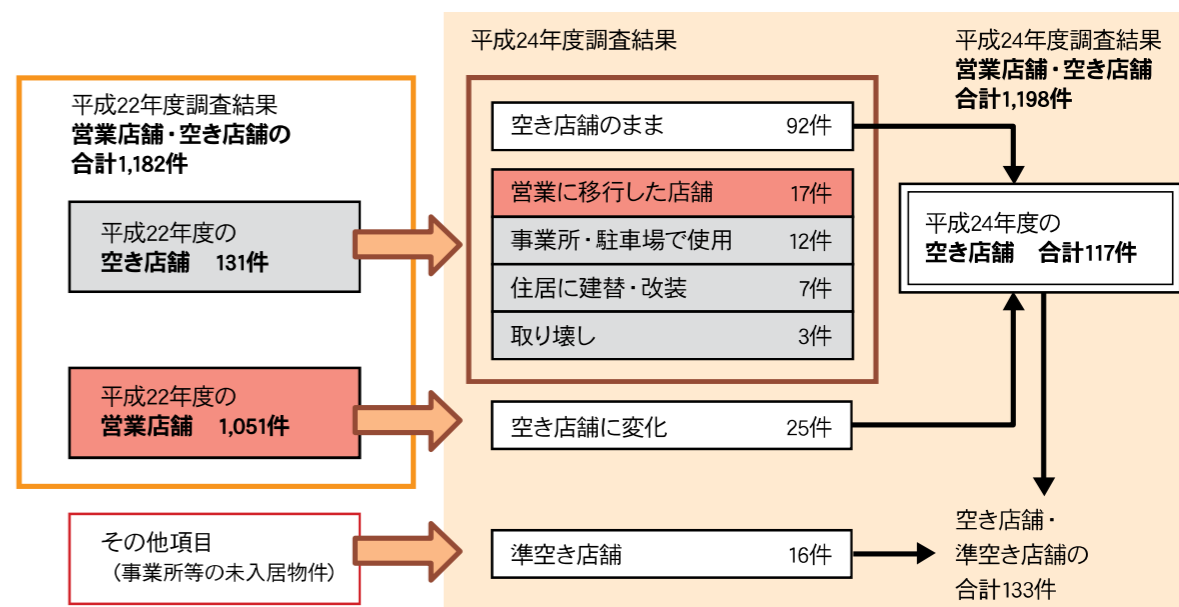 平成22年度調査結果
営業店舗・空き店舗の
合計1,182件
平成22年度の
空き店舗　131件
平成22年度の
営業店舗　1,051件
その他項目
（事業所等の未入居物件）
平成24年度調査結果
空き店舗のまま　92件
営業に移行した店舗　17件
事業所・駐車場で使用　12件
住居に建替・改装　7件
取り壊し　3件
空き店舗に変化　25件
準空き店舗　16件
平成24年度調査結果
営業店舗・空き店舗
合計1,198件
平成24年度の
空き店舗　合計117件
空き店舗・
準空き店舗の
合計133件